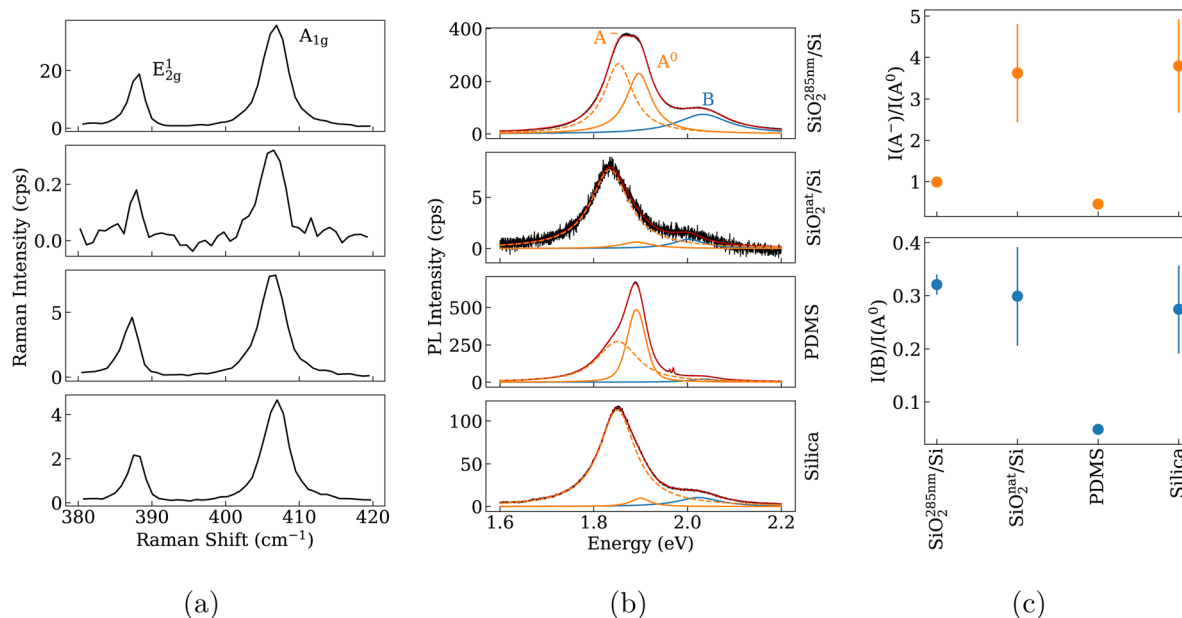 E¹₂g
A₁g
20
0
0.2
0.0
5
0
4
2
0
380 390 400 410 420
Raman Shift (cm⁻¹)
Raman Intensity (cps)
A⁻
A⁰
B
400
200
0
5
0
500
250
0
100
50
0
1.6 1.8 2.0 2.2
Energy (eV)
PL Intensity (cps)
SiO₂²⁸⁵ⁿᵐ/Si
SiO₂ⁿᵃᵗ/Si
PDMS
Silica
5
4
3
2
1
I(A⁻)/I(A⁰)
0.4
0.3
0.2
0.1
I(B)/I(A⁰)
SiO₂²⁸⁵ⁿᵐ/Si
SiO₂ⁿᵃᵗ/Si
PDMS
Silica
(a) (b) (c)